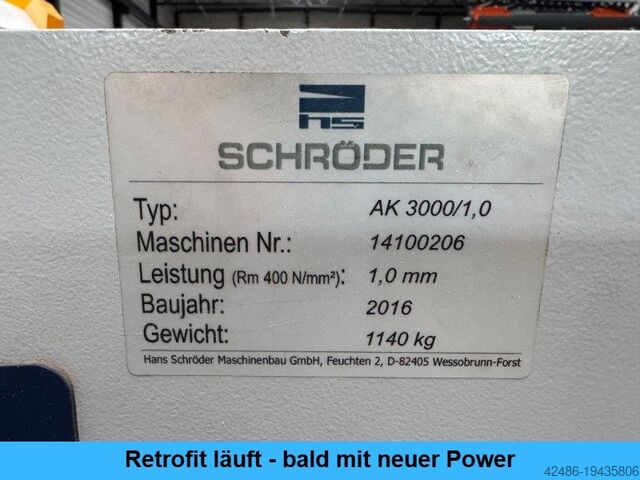 hs
SCHRÖDER
Typ: AK 3000/1,0
Maschinen Nr.: 14100206
Leistung (Rm 400 N/mm²): 1,0 mm
Baujahr: 2016
Gewicht: 1140 kg
Hans Schröder Maschinenbau GmbH, Feuchten 2, D-82405 Wessobrunn-Forst
Retrofit läuft - bald mit neuer Power
42486-19435806